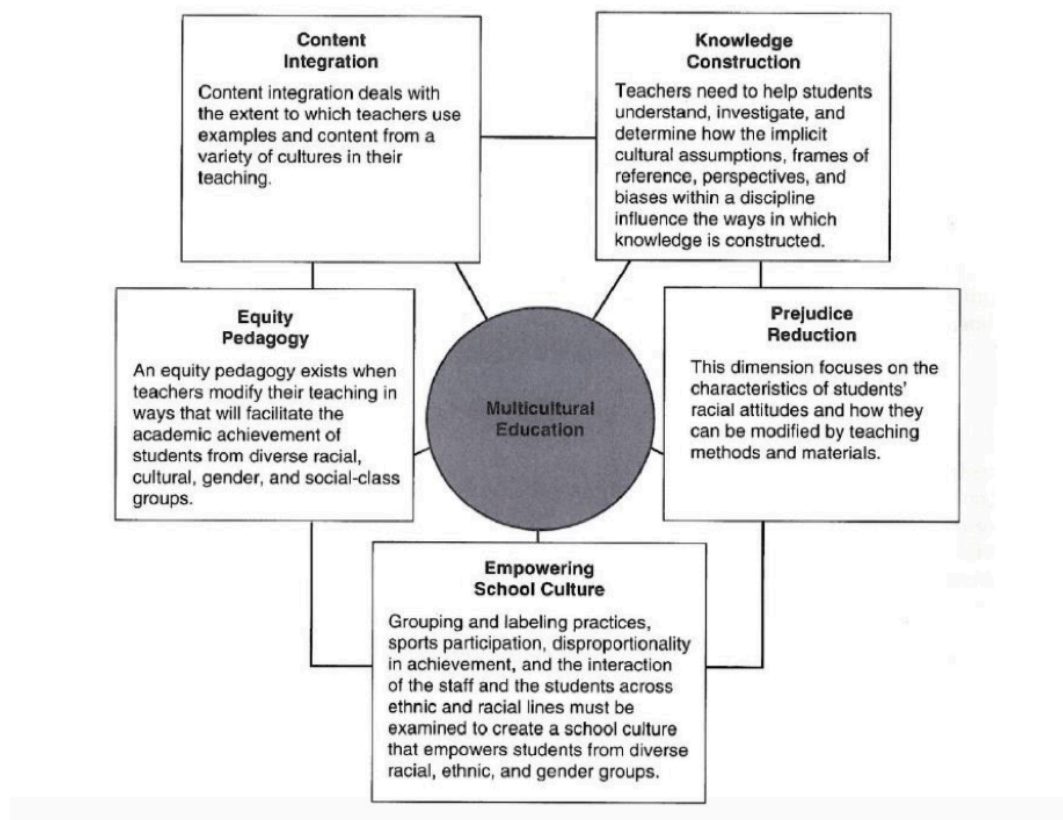 Content
Integration
Content integration deals with
the extent to which teachers use
examples and content from a
variety of cultures in their
teaching.
Knowledge
Construction
Teachers need to help students
understand, investigate, and
determine how the implicit
cultural assumptions, frames of
reference, perspectives, and
biases within a discipline
influence the ways in which
knowledge is constructed.
Equity
Pedagogy
An equity pedagogy exists when
teachers modify their teaching in
ways that will facilitate the
academic achievement of
students from diverse racial,
cultural, gender, and social-class
groups.
Multicultural
Education
Prejudice
Reduction
This dimension focuses on the
characteristics of students'
racial attitudes and how they
can be modified by teaching
methods and materials.
Empowering
School Culture
Grouping and labeling practices,
sports participation, disproportionality
in achievement, and the interaction
of the staff and the students across
ethnic and racial lines must be
examined to create a school culture
that empowers students from diverse
racial, ethnic, and gender groups.